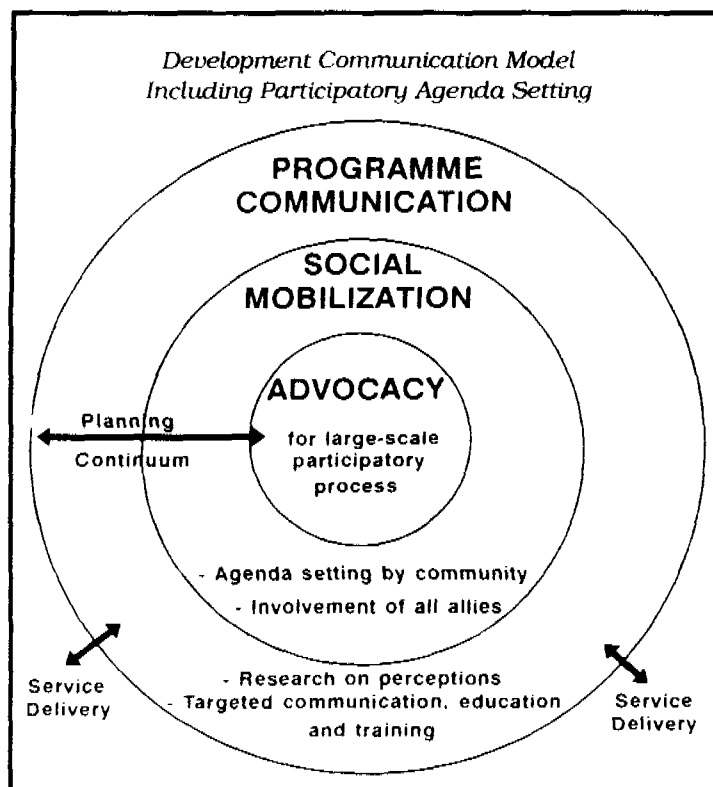 Development Communication Model
Including Participatory Agenda Setting
PROGRAMME
COMMUNICATION
SOCIAL
MOBILIZATION
ADVOCACY
for large-scale
participatory
process
Planning
Continuum
- Agenda setting by community
- Involvement of all allies
- Research on perceptions
- Targeted communication, education
and training
Service
Delivery
Service
Delivery